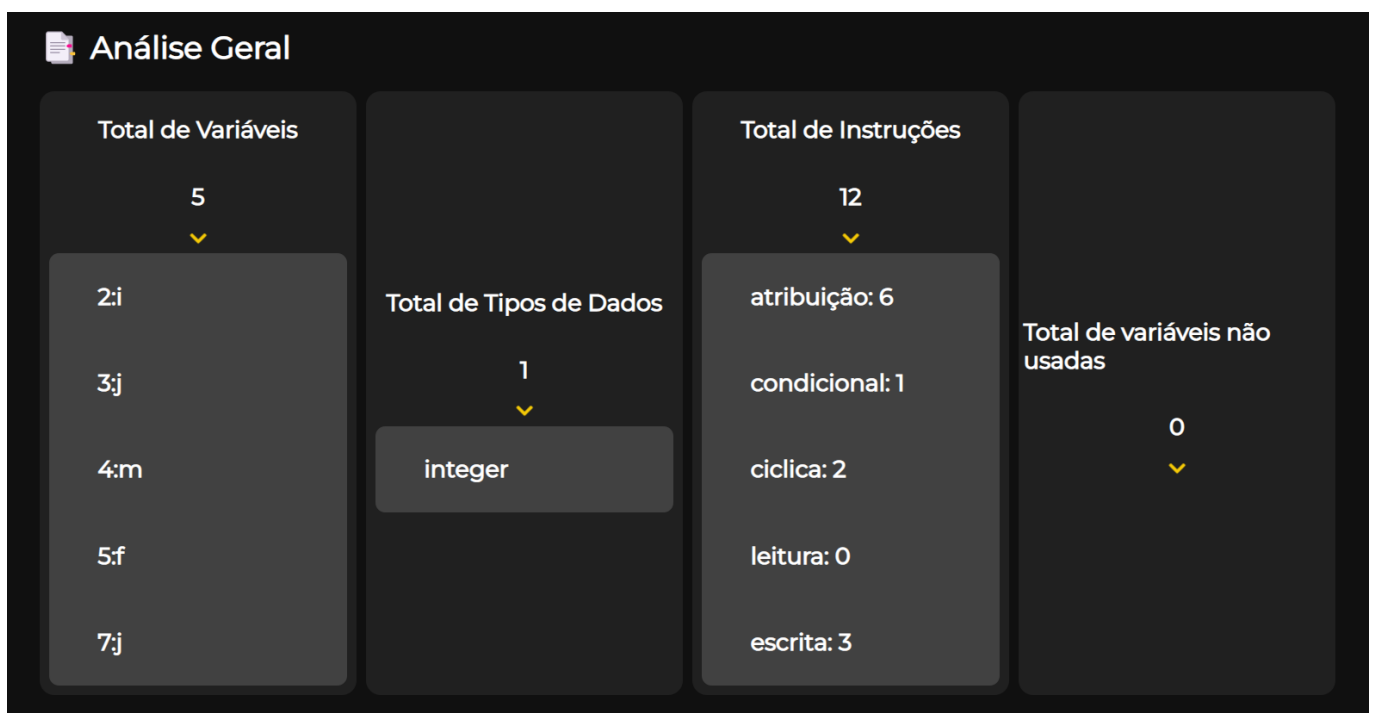 Análise Geral
Total de Variáveis
5
2:i
3:j
4:m
5:f
7:j
Total de Tipos de Dados
1
integer
Total de Instruções
12
atribuição: 6
condicional: 1
ciclica: 2
leitura: 0
escrita: 3
Total de variáveis não
usadas
0